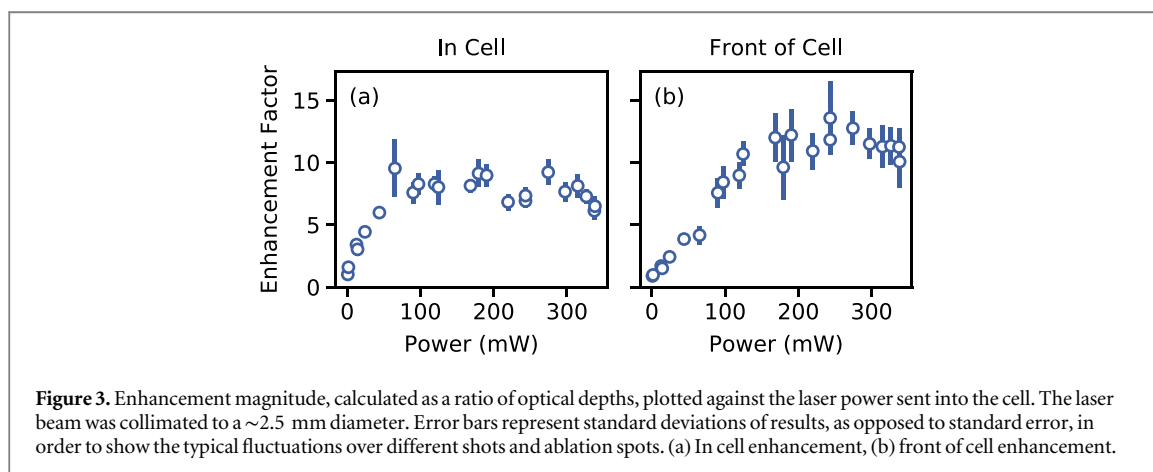 In Cell
Front of Cell
(a)
(b)
Enhancement Factor
15
10
5
0
0 100 200 300
0 100 200 300
Power (mW)
Power (mW)
Figure 3. Enhancement magnitude, calculated as a ratio of optical depths, plotted against the laser power sent into the cell. The laser
beam was collimated to a ~2.5 mm diameter. Error bars represent standard deviations of results, as opposed to standard error, in
order to show the typical fluctuations over different shots and ablation spots. (a) In cell enhancement, (b) front of cell enhancement.